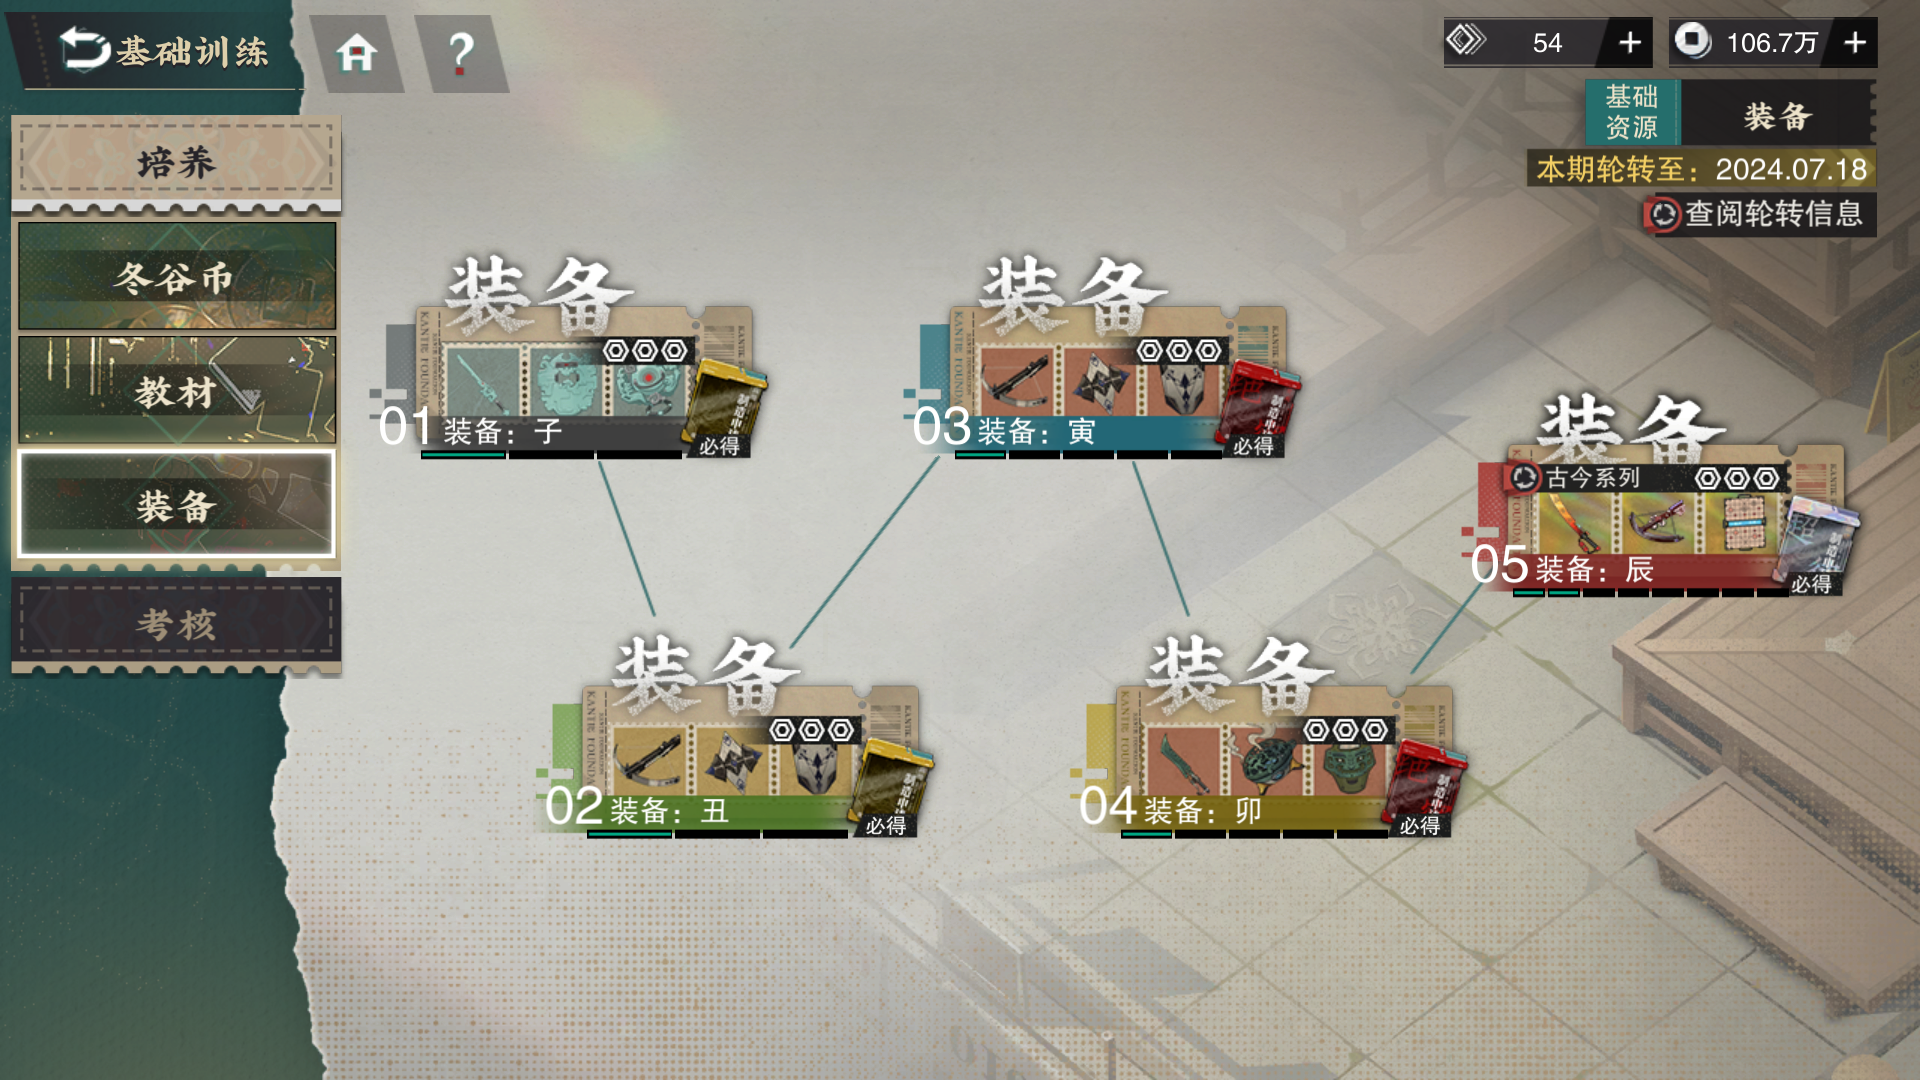 基础训练
?
54
+
106.7万
+
基础
资源
装备
本期轮转至：2024.07.18
查阅轮转信息
培养
冬谷币
教材
装备
考核
装备
01 装备：子
必得
装备
03 装备：寅
必得
装备
古今系列
05 装备：辰
必得
装备
02 装备：丑
必得
装备
04 装备：卯
必得